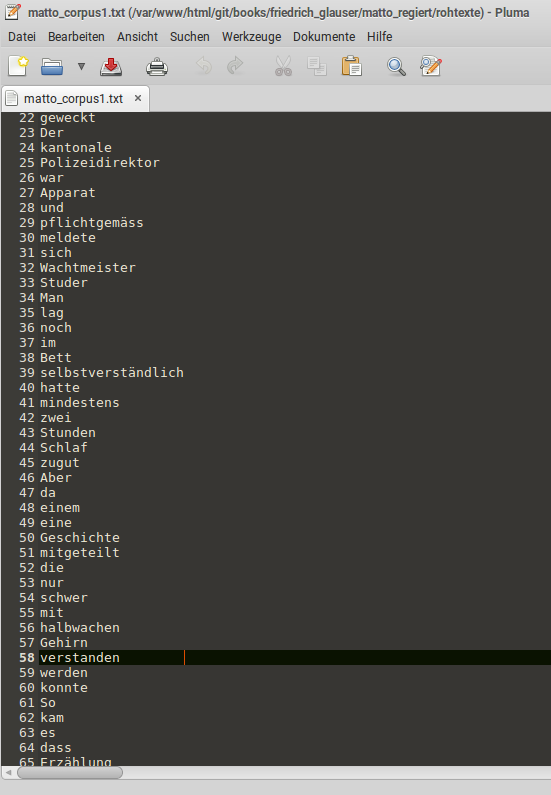 matto_corpus1.txt (/var/www/html/git/books/friedrich_glauser/matto_regiert/rohtexte) - Pluma
Datei Bearbeiten Ansicht Suchen Werkzeuge Dokumente Hilfe
matto_corpus1.txt ×
22 geweckt
23 Der
24 kantonale
25 Polizeidirektor
26 war
27 Apparat
28 und
29 pflichtgemäss
30 meldete
31 sich
32 Wachtmeister
33 Studer
34 Man
35 lag
36 noch
37 im
38 Bett
39 selbstverständlich
40 hatte
41 mindestens
42 zwei
43 Stunden
44 Schlaf
45 zugut
46 Aber
47 da
48 einem
49 eine
50 Geschichte
51 mitgeteilt
52 die
53 nur
54 schwer
55 mit
56 halbwachen
57 Gehirn
58 verstanden
59 werden
60 konnte
61 So
62 kam
63 es
64 dass
65 Erzählung